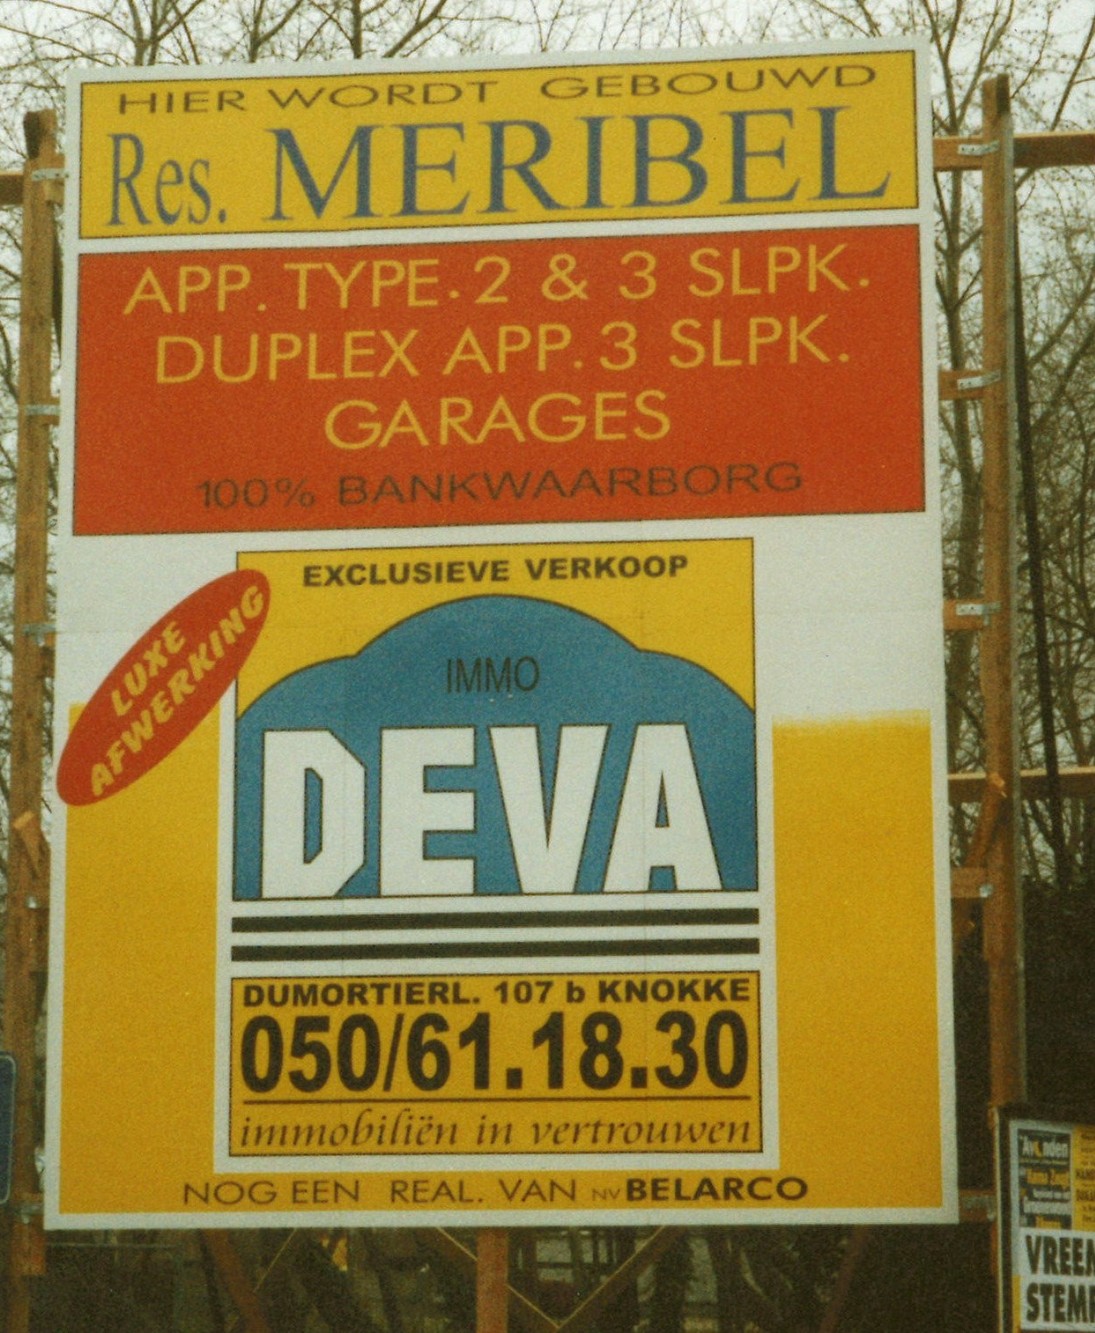 HIER WORDT GEBOUWD
Res. MERIBEL
APP. TYPE. 2 & 3 SLPK.
DUPLEX APP. 3 SLPK.
GARAGES
100% BANKWAARBORG
EXCLUSIEVE VERKOOP
LUXE
AFWERKING
IMMO
DEVA
DUMORTIERL. 107 b KNOKKE
050/61.18.30
immobiliën in vertrouwen
NOG EEN REAL. VAN NV BELARCO